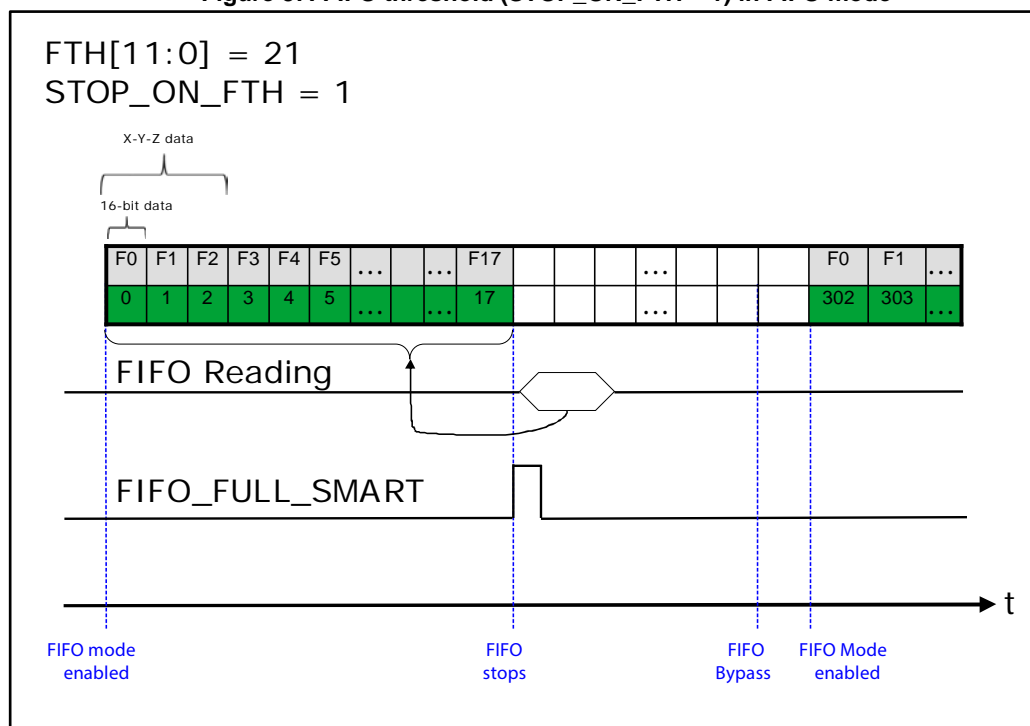 FTH[11:0] = 21
STOP_ON_FTH = 1
X-Y-Z data
16-bit data
F0 F1 F2 F3 F4 F5 ... ... F17 ... F0 F1 ...
0 1 2 3 4 5 ... ... 17 ... 302 303 ...
FIFO Reading
FIFO_FULL_SMART
t
FIFO mode enabled
FIFO stops
FIFO Bypass
FIFO Mode enabled